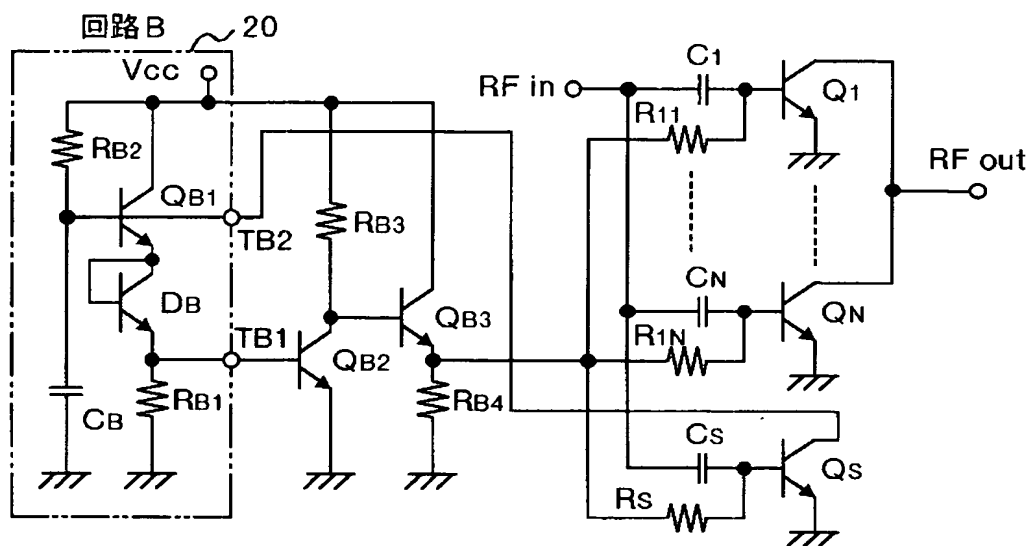 回路B
20
Vcc
RB2
QB1
TB2
DB
TB1
CB
RB1
RB3
QB2
QB3
RB4
RF in
C1
Q1
R11
RF out
CN
QN
R1N
CS
QS
RS